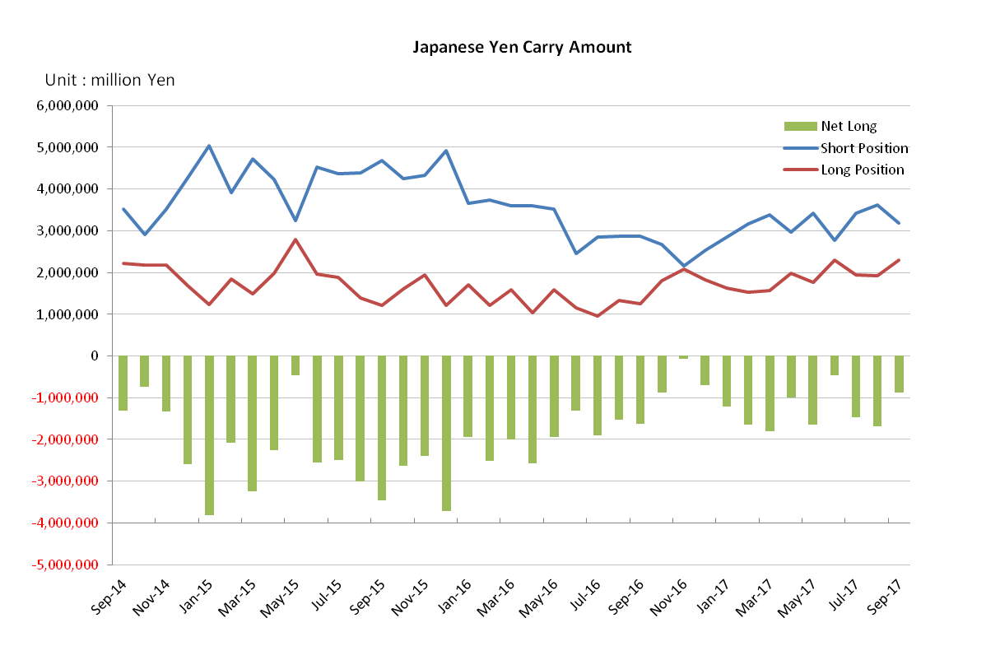 Japanese Yen Carry Amount
Unit : million Yen
6,000,000
5,000,000
4,000,000
3,000,000
2,000,000
1,000,000
0
-1,000,000
-2,000,000
-3,000,000
-4,000,000
-5,000,000
Net Long
Short Position
Long Position
Sep-14
Nov-14
Jan-15
Mar-15
May-15
Jul-15
Sep-15
Nov-15
Jan-16
Mar-16
May-16
Jul-16
Sep-16
Nov-16
Jan-17
Mar-17
May-17
Jul-17
Sep-17